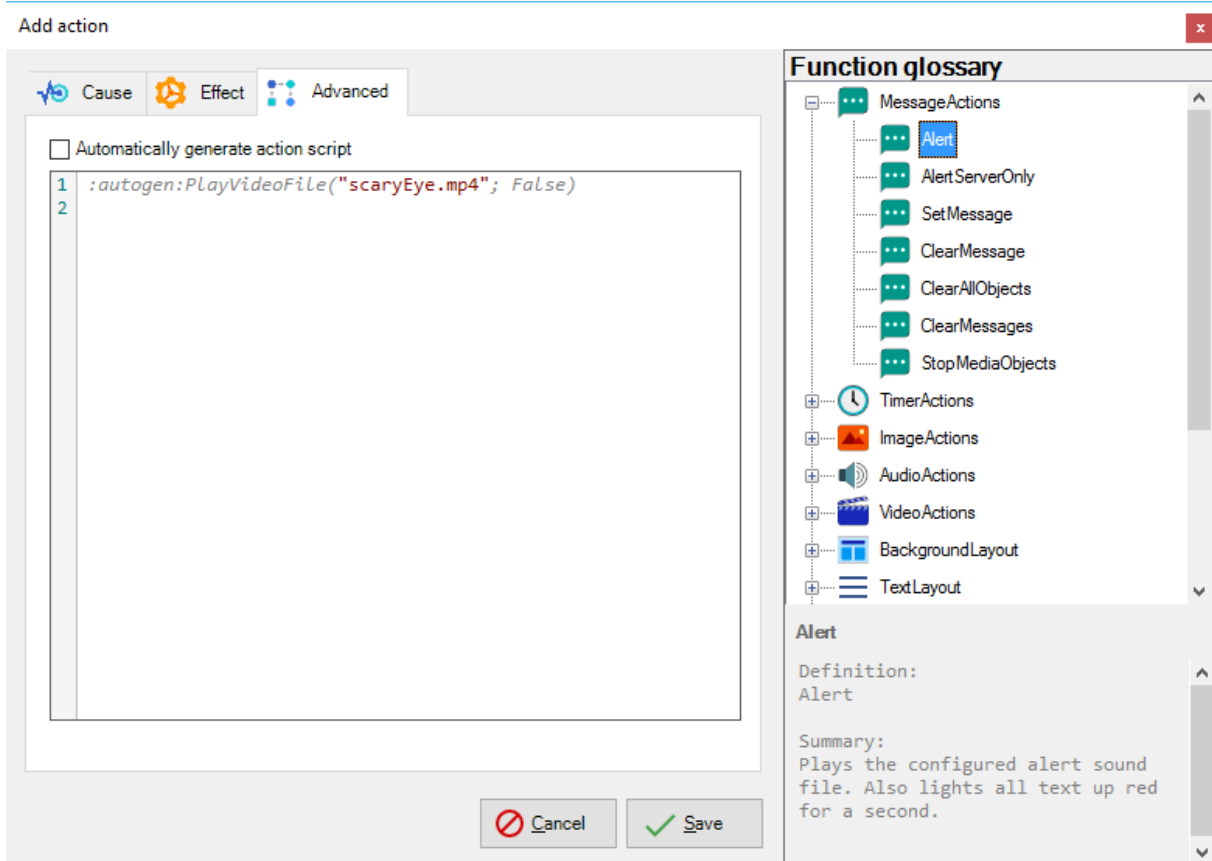 Add action
x
Cause
Effect
Advanced
Automatically generate action script
1 :autogen:PlayVideoFile("scaryEye.mp4"; False)
2
Cancel
Save
Function glossary
MessageActions
Alert
AlertServerOnly
SetMessage
ClearMessage
ClearAllObjects
ClearMessages
StopMediaObjects
TimerActions
ImageActions
AudioActions
VideoActions
BackgroundLayout
TextLayout
Alert
Definition:
Alert
Summary:
Plays the configured alert sound
file. Also lights all text up red
for a second.